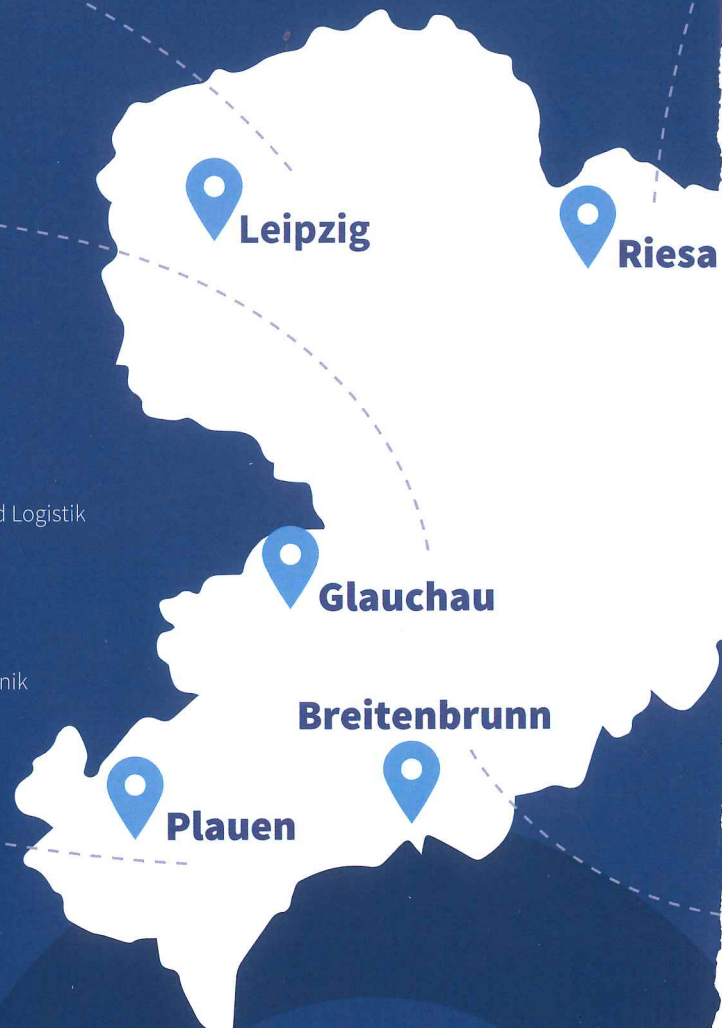 Leipzig
Riesa
d Logistik
Glauchau
nik
Breitenbrunn
Plauen